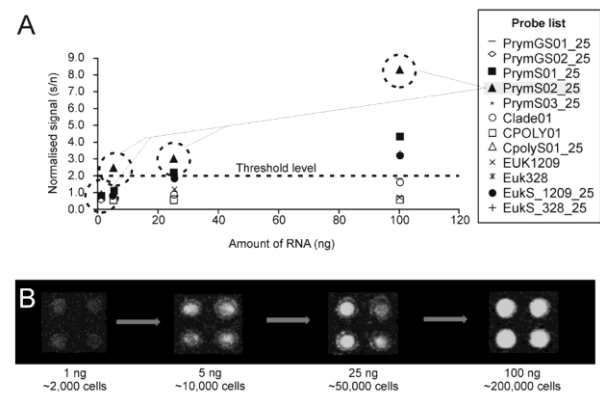 A
Normalised signal (s/n)
9.0
8.0
7.0
6.0
5.0
4.0
3.0
2.0
1.0
0.0
Threshold level
0
20
40
60
80
100
120
Amount of RNA (ng)
Probe list
PrymGS01_25
PrymGS02_25
PrymS01_25
PrymS02_25
PrymS03_25
Clade01
CPOLY01
CpolyS01_25
EUK1209
Euk328
EukS_1209_25
EukS_328_25
B
1 ng
~2,000 cells
5 ng
~10,000 cells
25 ng
~50,000 cells
100 ng
~200,000 cells